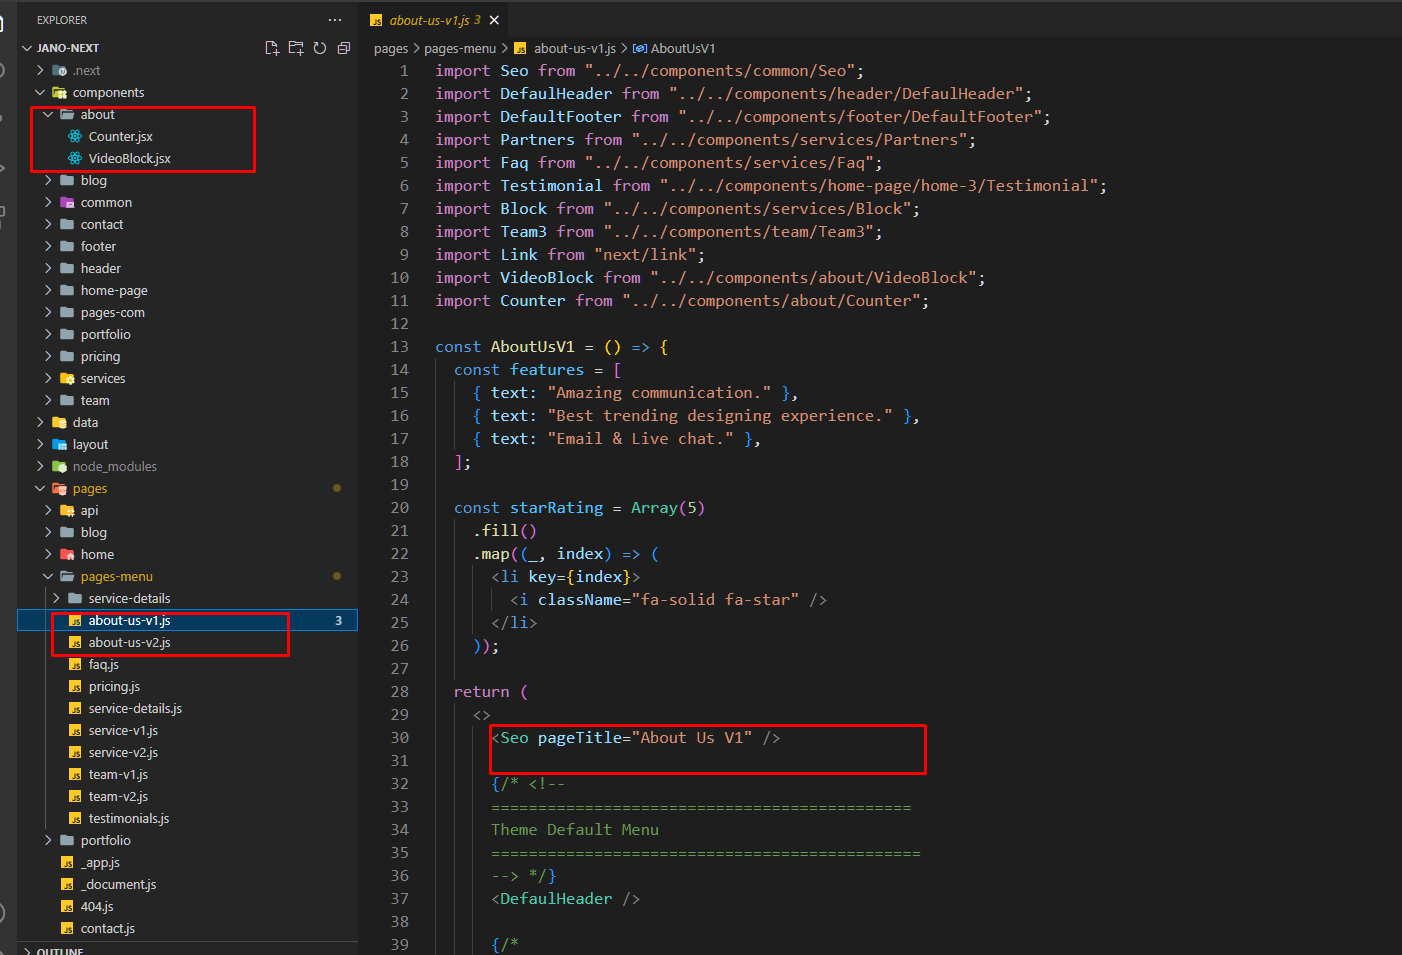 EXPLORER
JANO-NEXT
.next
components
about
Counter.jsx
VideoBlock.jsx
blog
common
contact
footer
header
home-page
pages-com
portfolio
pricing
services
team
data
layout
node_modules
pages
api
blog
home
pages-menu
service-details
about-us-v1.js 3
about-us-v2.js
faq.js
pricing.js
service-details.js
service-v1.js
service-v2.js
team-v1.js
team-v2.js
testimonials.js
portfolio
_app.js
_document.js
404.js
contact.js
OUTLINE
about-us-v1.js 3
pages > pages-menu > about-us-v1.js > AboutUsV1
1 import Seo from "../../components/common/Seo";
2 import DefaulHeader from "../../components/header/DefaulHeader";
3 import DefaultFooter from "../../components/footer/DefaultFooter";
4 import Partners from "../../components/services/Partners";
5 import Faq from "../../components/services/Faq";
6 import Testimonial from "../../components/home-page/home-3/Testimonial";
7 import Block from "../../components/services/Block";
8 import Team3 from "../../components/team/Team3";
9 import Link from "next/link";
10 import VideoBlock from "../../components/about/VideoBlock";
11 import Counter from "../../components/about/Counter";
12
13 const AboutUsV1 = () => {
14 const features = [
15 { text: "Amazing communication." },
16 { text: "Best trending designing experience." },
17 { text: "Email & Live chat." },
18 ];
19
20 const starRating = Array(5)
21 .fill()
22 .map((_, index) => (
23 <li key={index}>
24 <i className="fa-solid fa-star" />
25 </li>
26 ));
27
28 return (
29 <>
30 <Seo pageTitle="About Us V1" />
31
32 {/* <!--
33 =============================================
34 Theme Default Menu
35 ==============================================
36 --> */}
37 <DefaulHeader />
38
39 {/*